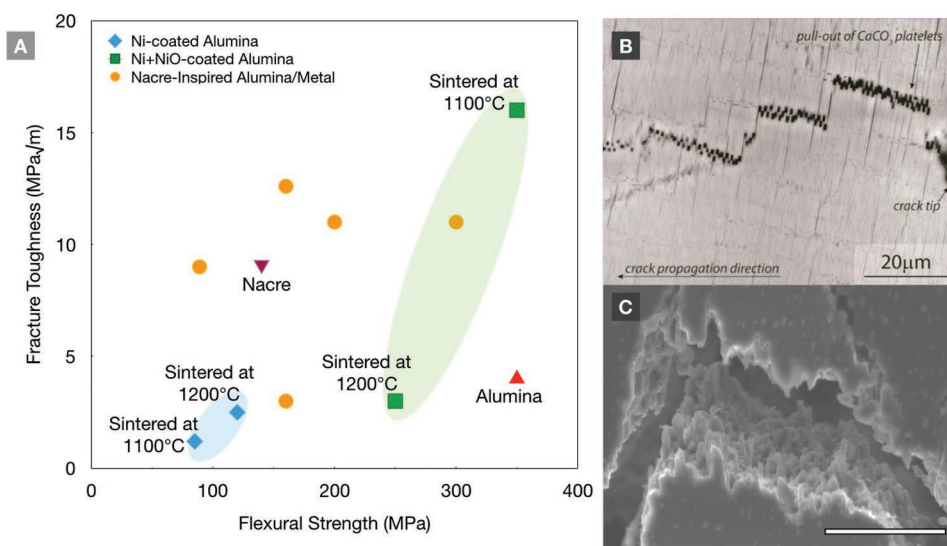 A
20
15
10
5
0
Fracture Toughness (MPa√m)
Ni-coated Alumina
Ni+NiO-coated Alumina
Nacre-Inspired Alumina/Metal
Sintered at
1100°C
Nacre
Sintered at
1200°C
Sintered at
1200°C
Sintered at
1100°C
Alumina
0
100
200
300
400
Flexural Strength (MPa)
B
pull-out of CaCO₃ platelets
crack tip
20μm
crack propagation direction
C